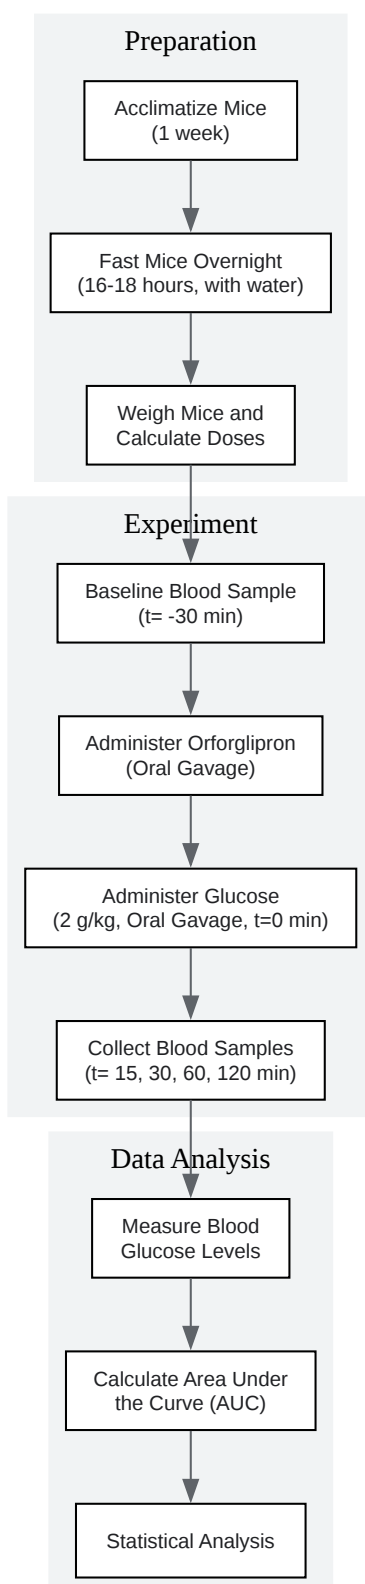 Preparation
Acclimatize Mice
(1 week)
Fast Mice Overnight
(16-18 hours, with water)
Weigh Mice and
Calculate Doses
Experiment
Baseline Blood Sample
(t= -30 min)
Administer Orforglipron
(Oral Gavage)
Administer Glucose
(2 g/kg, Oral Gavage, t=0 min)
Collect Blood Samples
(t= 15, 30, 60, 120 min)
Data Analysis
Measure Blood
Glucose Levels
Calculate Area Under
the Curve (AUC)
Statistical Analysis